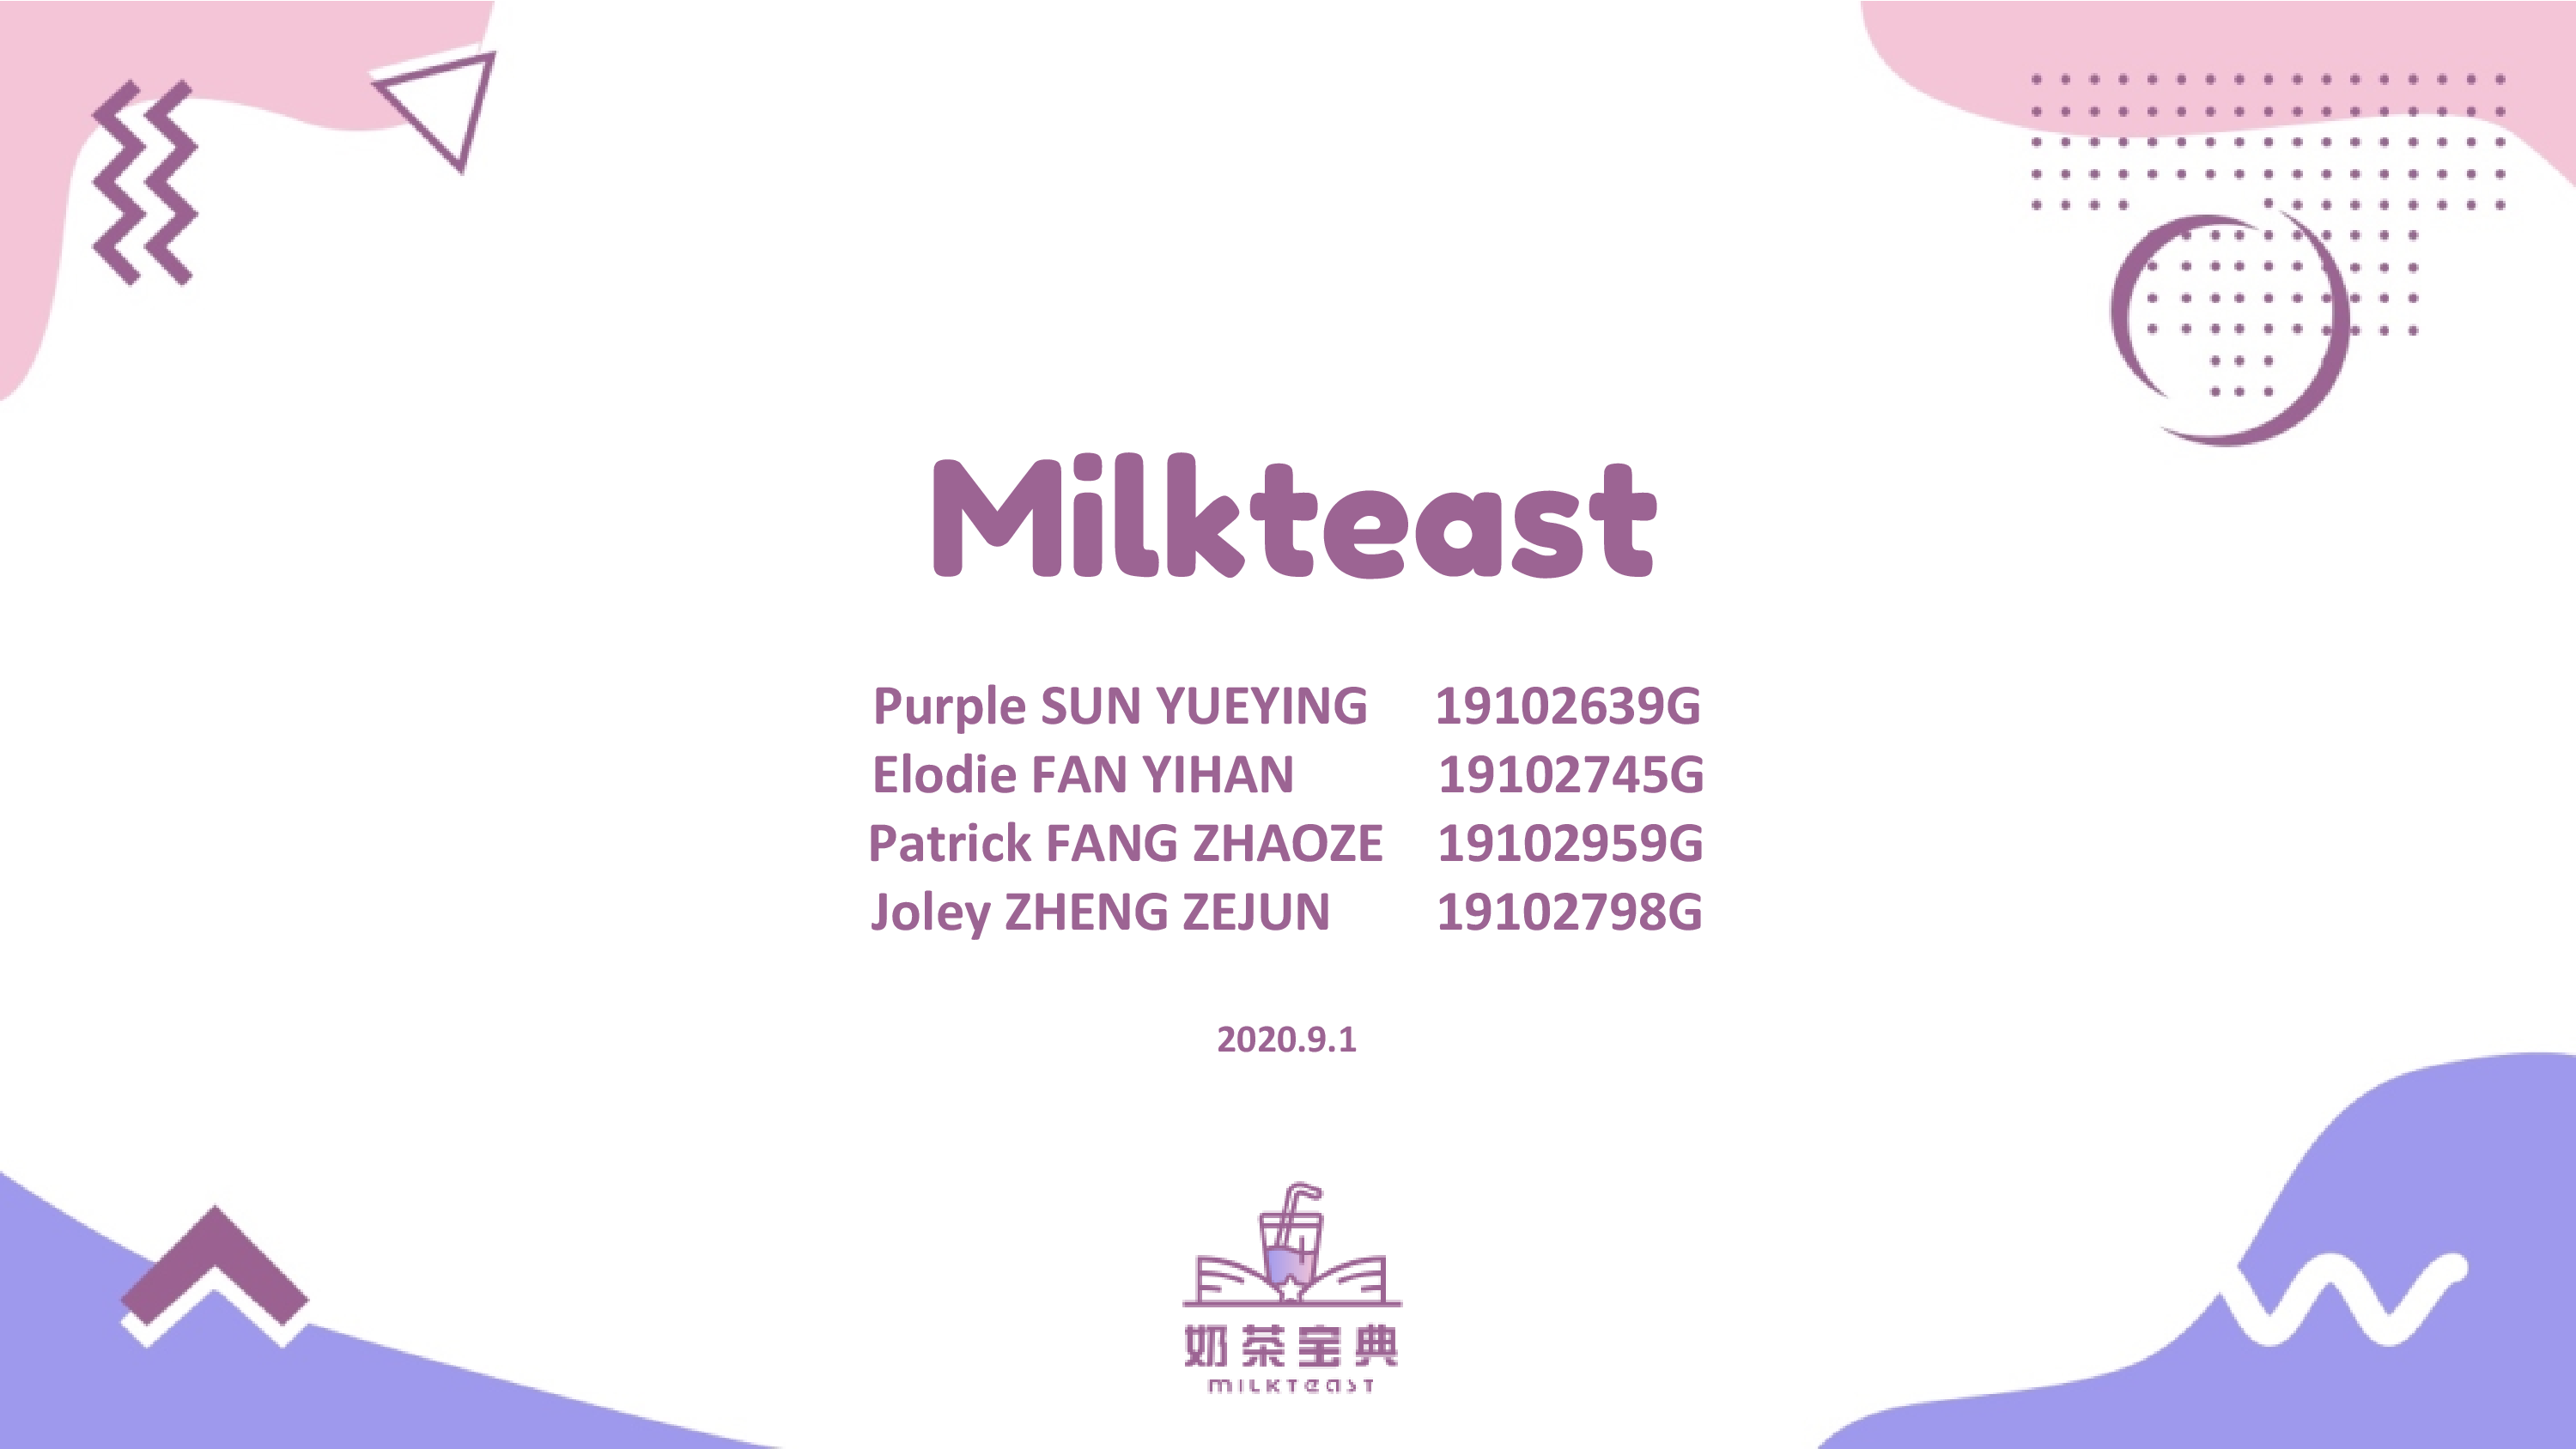 Milkteast
Purple SUN YUEYING 19102639G
Elodie FAN YIHAN 19102745G
Patrick FANG ZHAOZE 19102959G
Joley ZHENG ZEJUN 19102798G
2020.9.1
奶茶宝典
milkteast